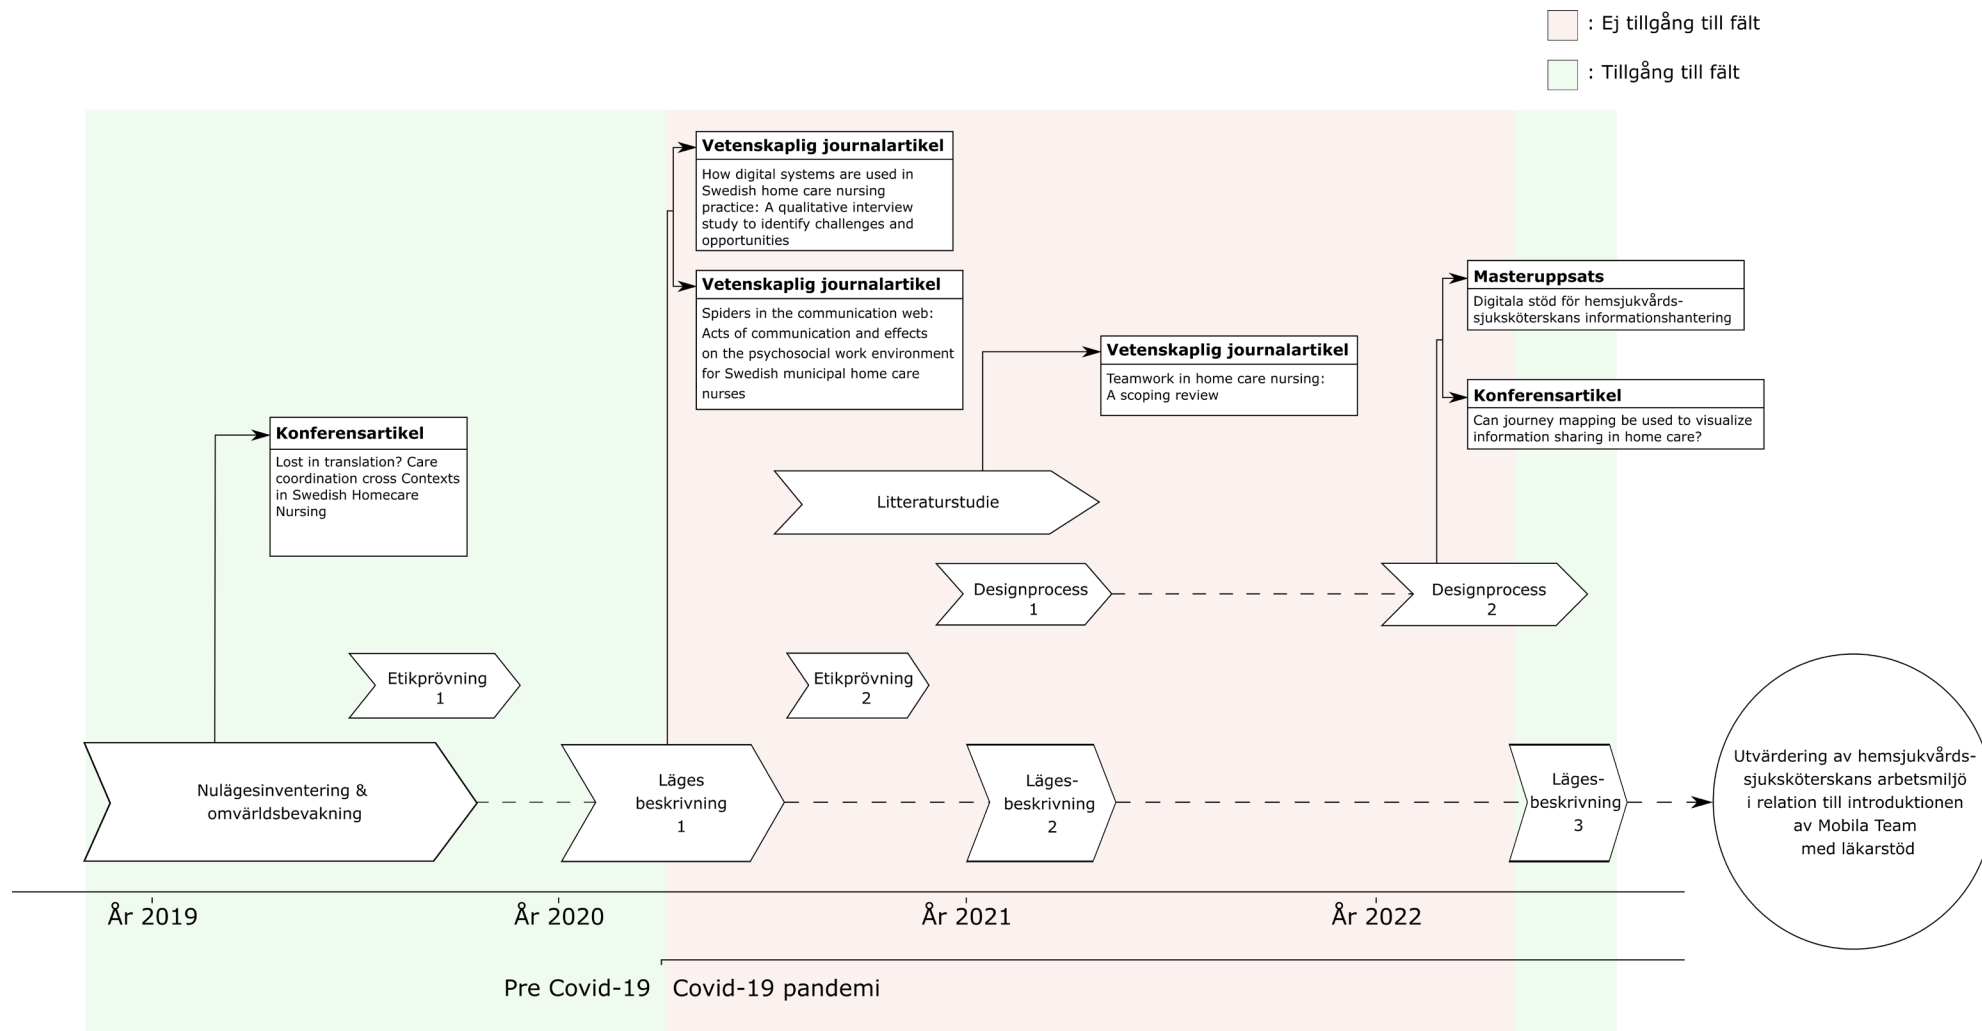 : Ej tillgång till fält
: Tillgång till fält
Vetenskaplig journalartikel
How digital systems are used in
Swedish home care nursing
practice: A qualitative interview
study to identify challenges and
opportunities
Vetenskaplig journalartikel
Spiders in the communication web:
Acts of communication and effects
on the psychosocial work environment
for Swedish municipal home care
nurses
Masteruppsats
Digitala stöd för hemsjukvårds-
sjuksköterskans informationshantering
Vetenskaplig journalartikel
Teamwork in home care nursing:
A scoping review
Konferensartikel
Can journey mapping be used to visualize
information sharing in home care?
Konferensartikel
Lost in translation? Care
coordination cross Contexts
in Swedish Homecare
Nursing
Litteraturstudie
Designprocess
1
Designprocess
2
Etikprövning
1
Etikprövning
2
Nulägesinventering &
omvärldsbevakning
Läges
beskrivning
1
Läges-
beskrivning
2
Läges-
beskrivning
3
Utvärdering av hemsjukvårds-
sjuksköterskans arbetsmiljö
i relation till introduktionen
av Mobila Team
med läkarstöd
År 2019
År 2020
År 2021
År 2022
Pre Covid-19
Covid-19 pandemi